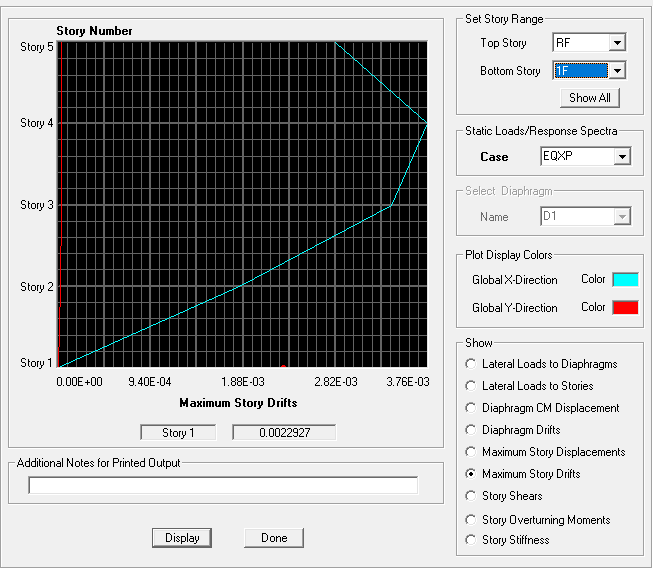 Story Number
Story 5
Story 4
Story 3
Story 2
Story 1
0.00E+00 9.40E-04 1.88E-03 2.82E-03 3.76E-03
Maximum Story Drifts
Story 1 0.0022927
Additional Notes for Printed Output
Display Done
Set Story Range
Top Story RF
Bottom Story 1F
Show All
Static Loads/Response Spectra
Case EQXP
Select Diaphragm
Name D1
Plot Display Colors
Global X-Direction Color
Global Y-Direction Color
Show
Lateral Loads to Diaphragms
Lateral Loads to Stories
Diaphragm CM Displacement
Diaphragm Drifts
Maximum Story Displacements
Maximum Story Drifts
Story Shears
Story Overturning Moments
Story Stiffness